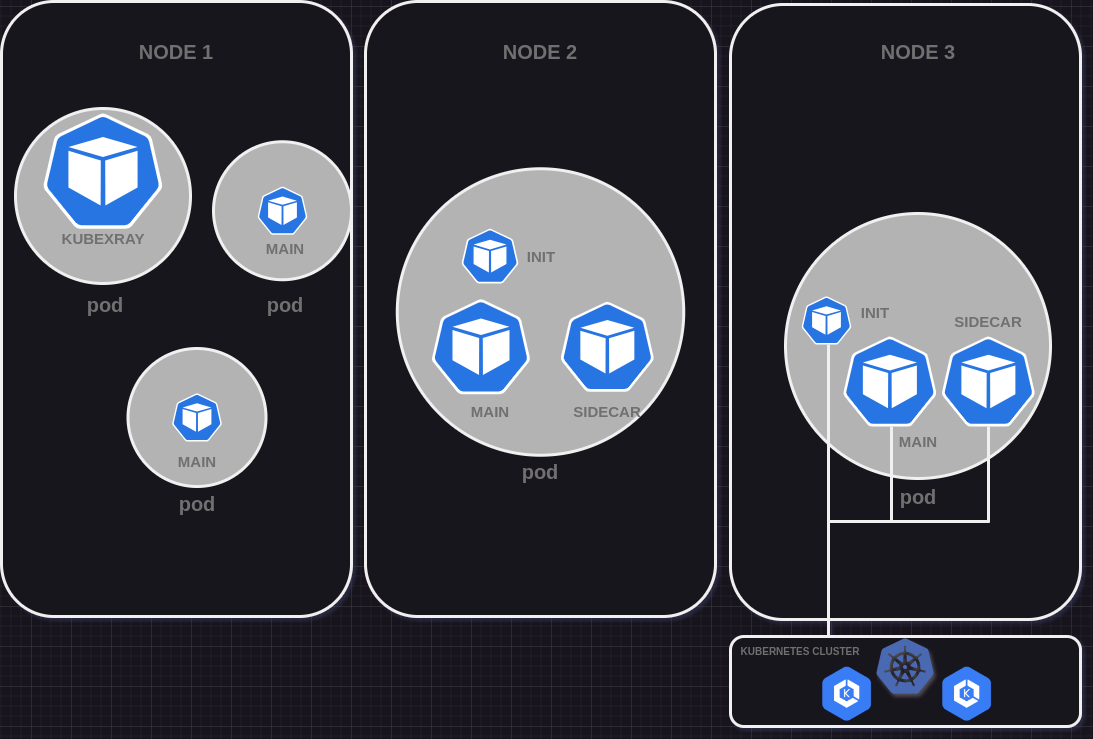 NODE 1
KUBEXRAY
pod
MAIN
pod
MAIN
pod
NODE 2
INIT
MAIN
SIDECAR
pod
NODE 3
INIT
SIDECAR
MAIN
pod
KUBERNETES CLUSTER
K
K